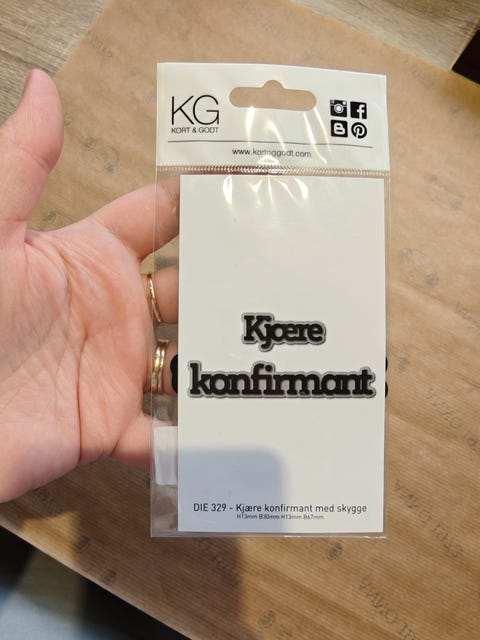 KG
KORT & GODT
www.kortoggodt.com
Kjære
konfirmant
DIE 329 - Kjære konfirmant med skygge
H13mm B30mm H13mm B67mm